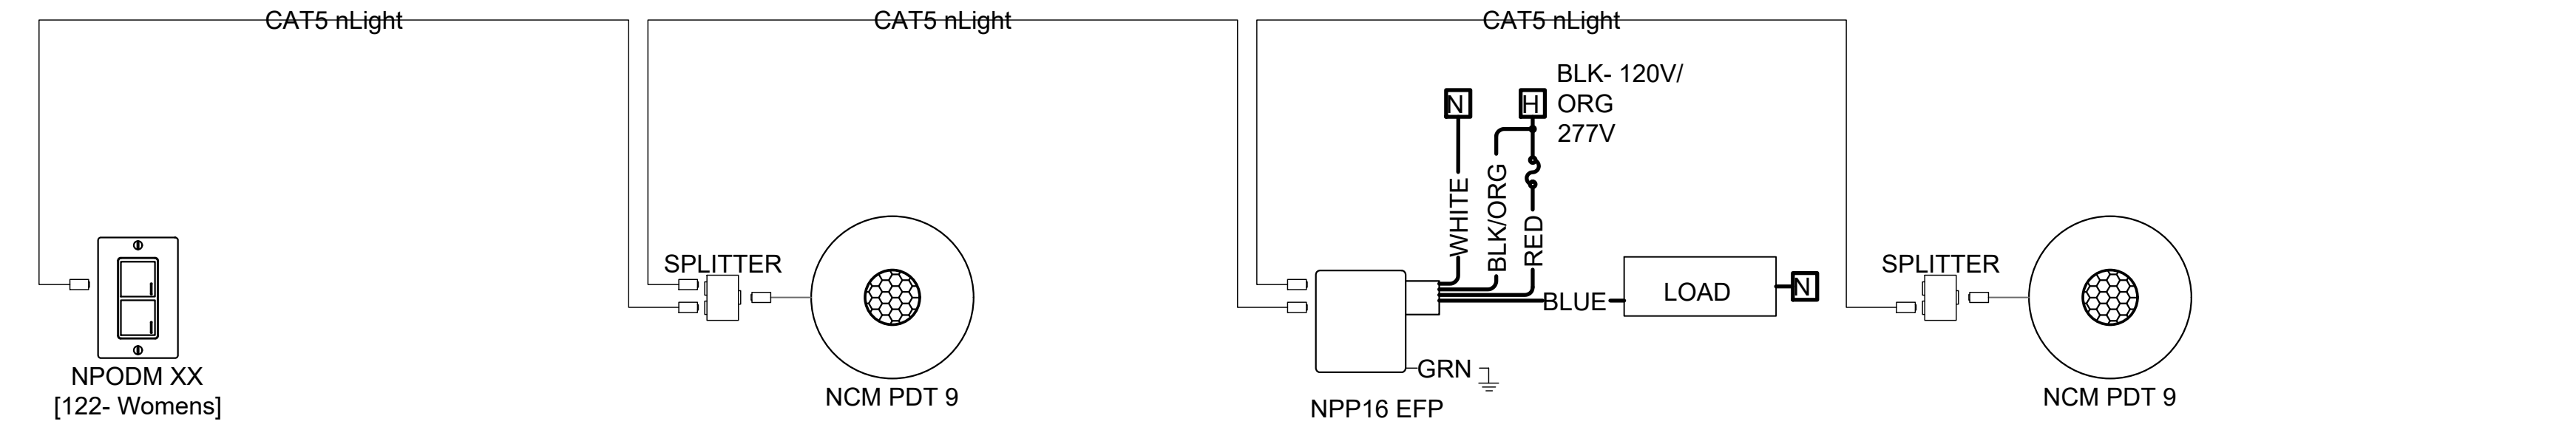 CAT5 nLight
CAT5 nLight
CAT5 nLight
BLK- 120V/
ORG
277V
N
H
WHITE
BLK/ORG
RED
SPLITTER
BLUE
LOAD
N
SPLITTER
GRN
NPODM XX
[122- Womens]
NCM PDT 9
NPP16 EFP
NCM PDT 9